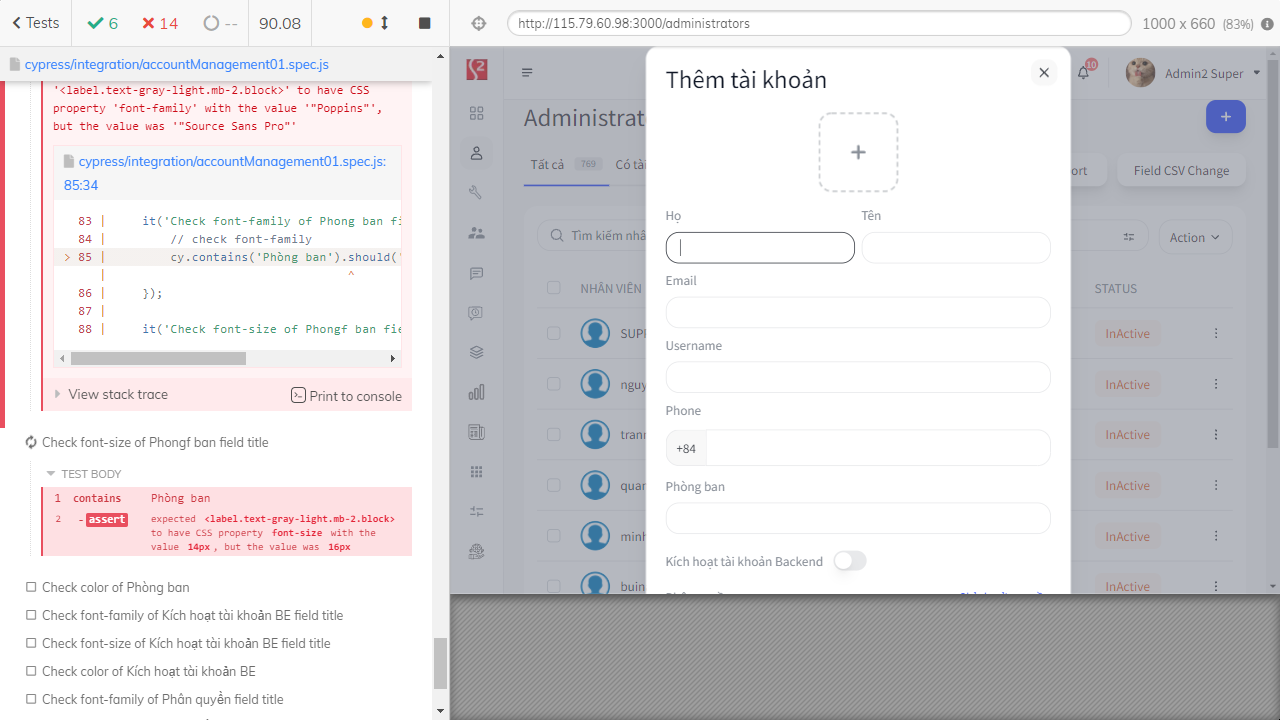 Tests
6
14
--
90.08
http://115.79.60.98:3000/administrators
1000 x 660 (83%)
cypress/integration/accountManagement01.spec.js
'<label.text-gray-light.mb-2.block>' to have CSS
property 'font-family' with the value '"Poppins"',
but the value was '"Source Sans Pro"'
cypress/integration/accountManagement01.spec.js:
85:34
83 | it('Check font-family of Phong ban fi
84 | // check font-family
> 85 | cy.contains('Phòng ban').should('
| ^
86 | });
87 |
88 | it('Check font-size of Phongf ban fie
View stack trace
Print to console
Check font-size of Phongf ban field title
TEST BODY
1 contains Phòng ban
2 -assert expected <label.text-gray-light.mb-2.block>
to have CSS property font-size with the
value 14px, but the value was 16px
Check color of Phòng ban
Check font-family of Kích hoạt tài khoản BE field title
Check font-size of Kích hoạt tài khoản BE field title
Check color of Kích hoạt tài khoản BE
Check font-family of Phân quyền field title
10
Admin2 Super
Administrato
+
Tất cả 769
Có tài
ort
Field CSV Change
Tìm kiếm nhâ
Action
NHÂN VIÊN
STATUS
SUPP
InActive
nguy
InActive
trann
InActive
quan
InActive
minh
InActive
buin
InActive
Thêm tài khoản
+
Họ
Tên
Email
Username
Phone
+84
Phòng ban
Kích hoạt tài khoản Backend